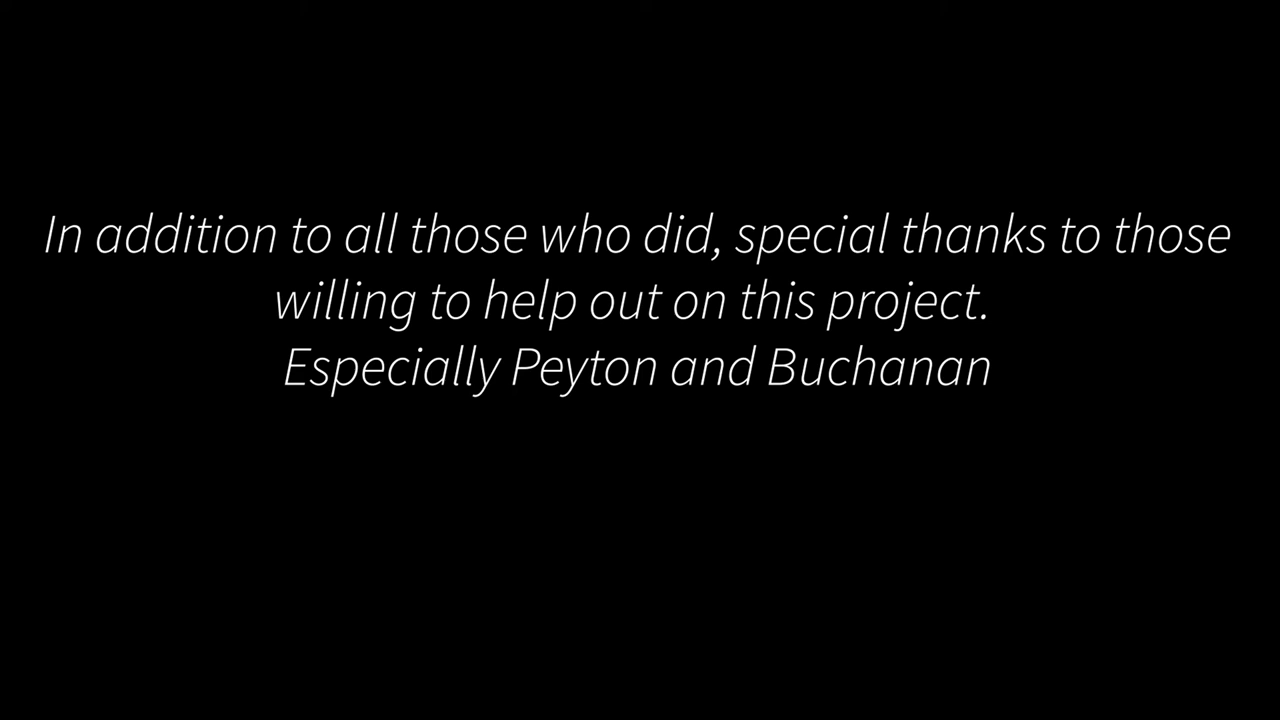 In addition to all those who did, special thanks to those
willing to help out on this project.
Especially Peyton and Buchanan